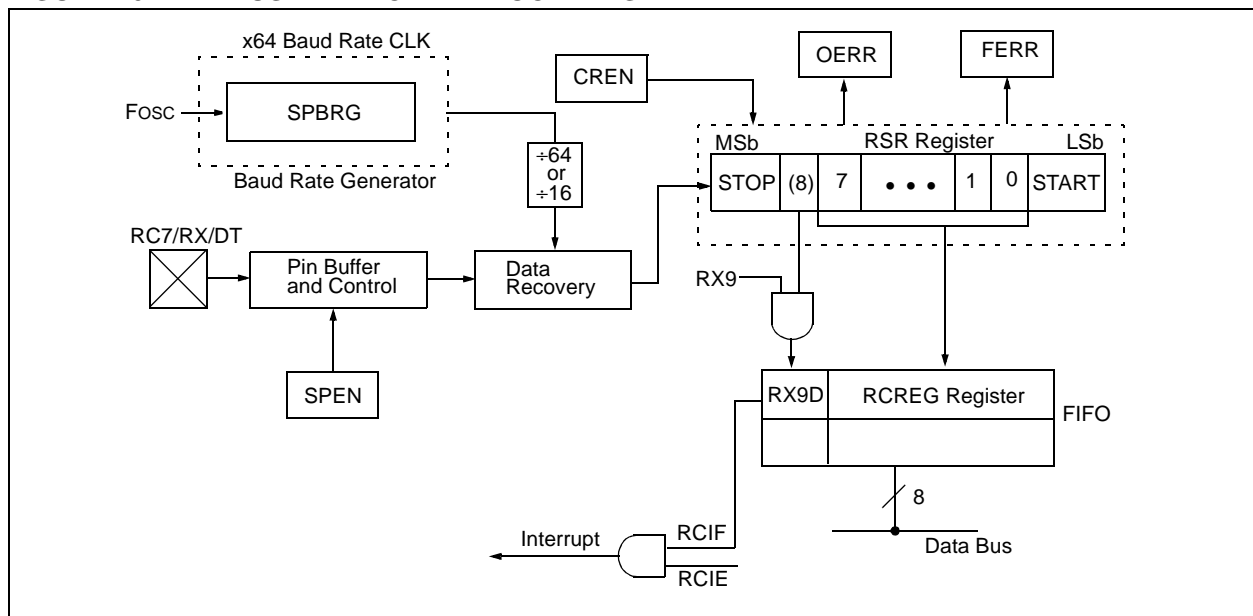 x64 Baud Rate CLK
OERR
FERR
CREN
FOSC
SPBRG
MSb
RSR Register
LSb
÷64
or
÷16
Baud Rate Generator
STOP (8) 7 • • • 1 0 START
RC7/RX/DT
Pin Buffer
and Control
Data
Recovery
RX9
SPEN
RX9D
RCREG Register
FIFO
8
Interrupt
RCIF
Data Bus
RCIE